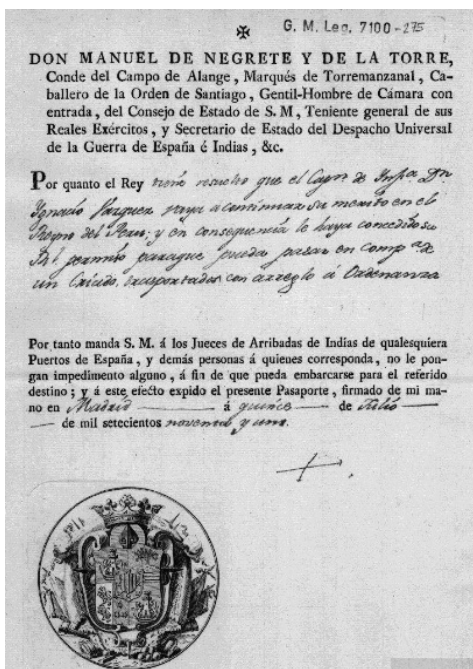 ✠
G. M. Leg. 7100-275
DON MANUEL DE NEGRETE Y DE LA TORRE,
Conde del Campo de Alange, Marqués de Torremanzanal, Ca-
ballero de la Orden de Santiago, Gentil-Hombre de Cámara con
entrada, del Consejo de Estado de S. M, Teniente general de sus
Reales Exércitos, y Secretario de Estado del Despacho Universal
de la Guerra de España é Indias, &c.
Por quanto el Rey tiene resuelto que el Capn. de Infa. Dn
Ignacio Vazquez vaya a continuar su merito en el
Reyno del Peru; y en consequencia le haya concedido su
Rl. permiso paraque pueda pasar en compa. de
un Criado, trasportados con arreglo á Ordenanza
Por tanto manda S. M. á los Jueces de Arribadas de Indias de qualesquiera
Puertos de España, y demás personas á quienes corresponda, no le pon-
gan impedimento alguno, á fin de que pueda embarcarse para el referido
destino; y á este efecto expido el presente Pasaporte, firmado de mi ma-
no en Madrid á quince de Julio
de mil setecientos noventa y uno.